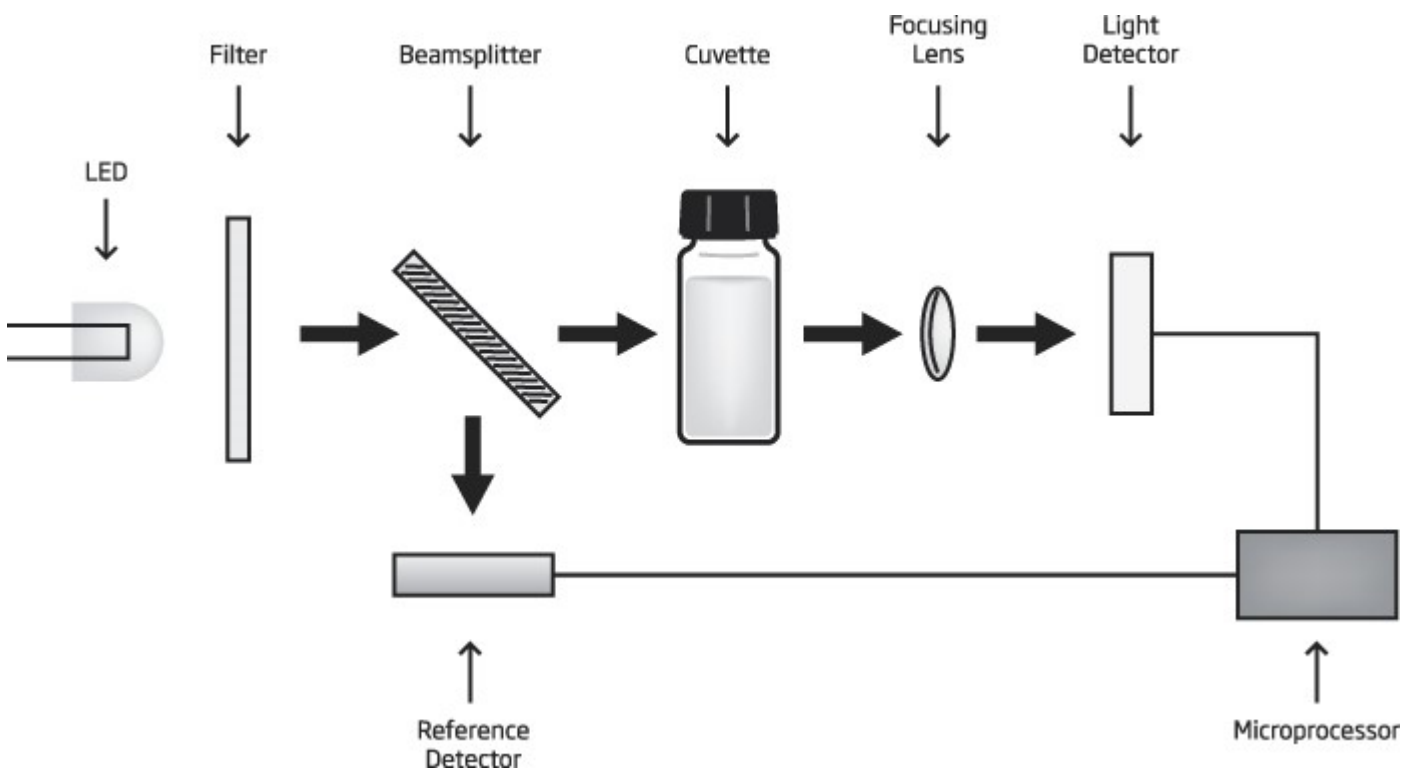 Filter
Beamsplitter
Cuvette
Focusing
Lens
Light
Detector
LED
Reference
Detector
Microprocessor